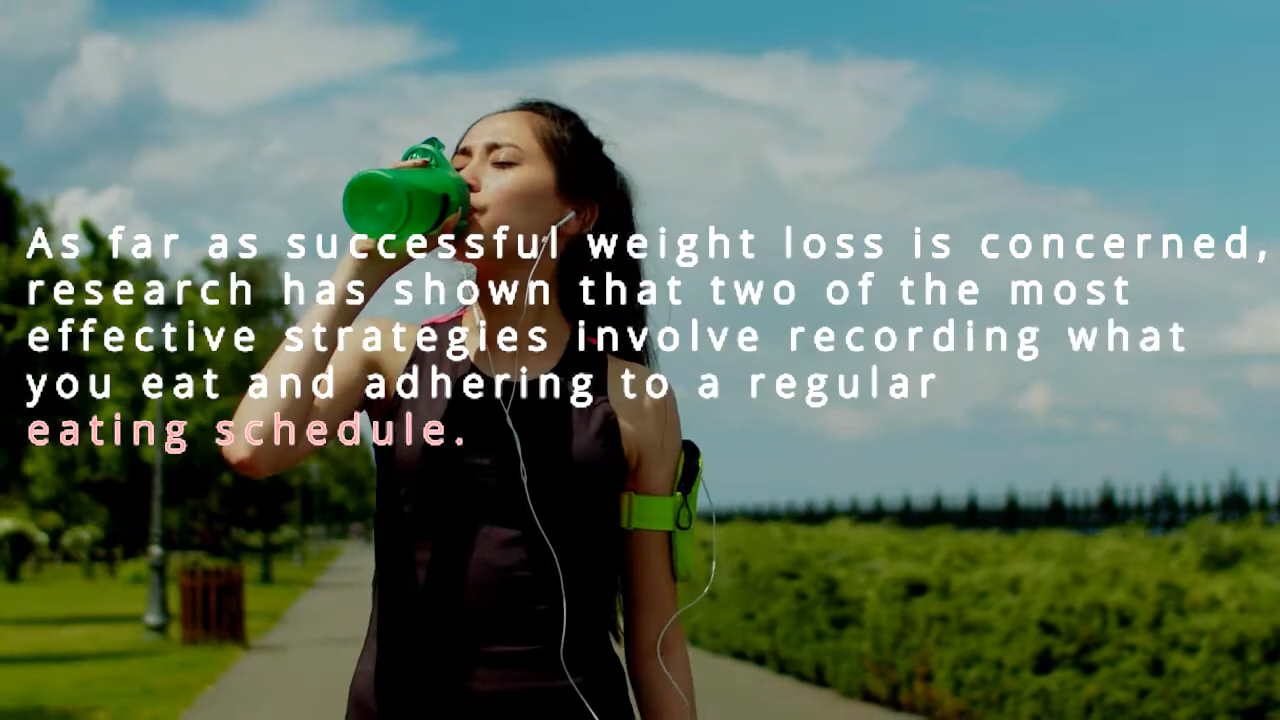 As far as successful weight loss is concerned,
research has shown that two of the most
effective strategies involve recording what
you eat and adhering to a regular
eating schedule.